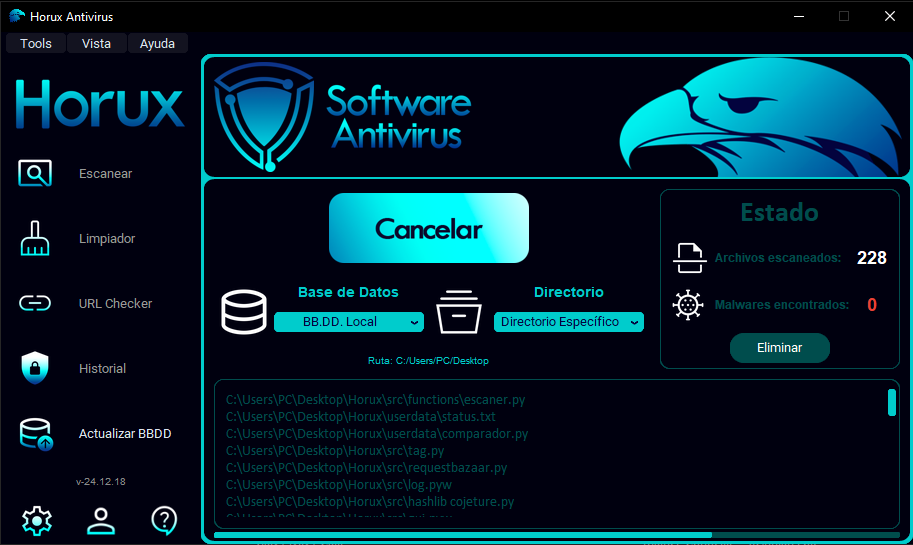 Horux Antivirus
Tools Vista Ayuda
Horux
Software
Antivirus
Escanear
Limpiador
URL Checker
Historial
Actualizar BBDD
v-24.12.18
Cancelar
Base de Datos
BB.DD. Local
Directorio
Directorio Específico
Ruta: C:/Users/PC/Desktop
Estado
Archivos escaneados: 228
Malwares encontrados: 0
Eliminar
C:\Users\PC\Desktop\Horux\src\functions\escaner.py
C:\Users\PC\Desktop\Horux\userdata\status.txt
C:\Users\PC\Desktop\Horux\userdata\comparador.py
C:\Users\PC\Desktop\Horux\src\tag.py
C:\Users\PC\Desktop\Horux\src\requestbazaar.py
C:\Users\PC\Desktop\Horux\src\log.pyw
C:\Users\PC\Desktop\Horux\src\hashlib cojeture.py